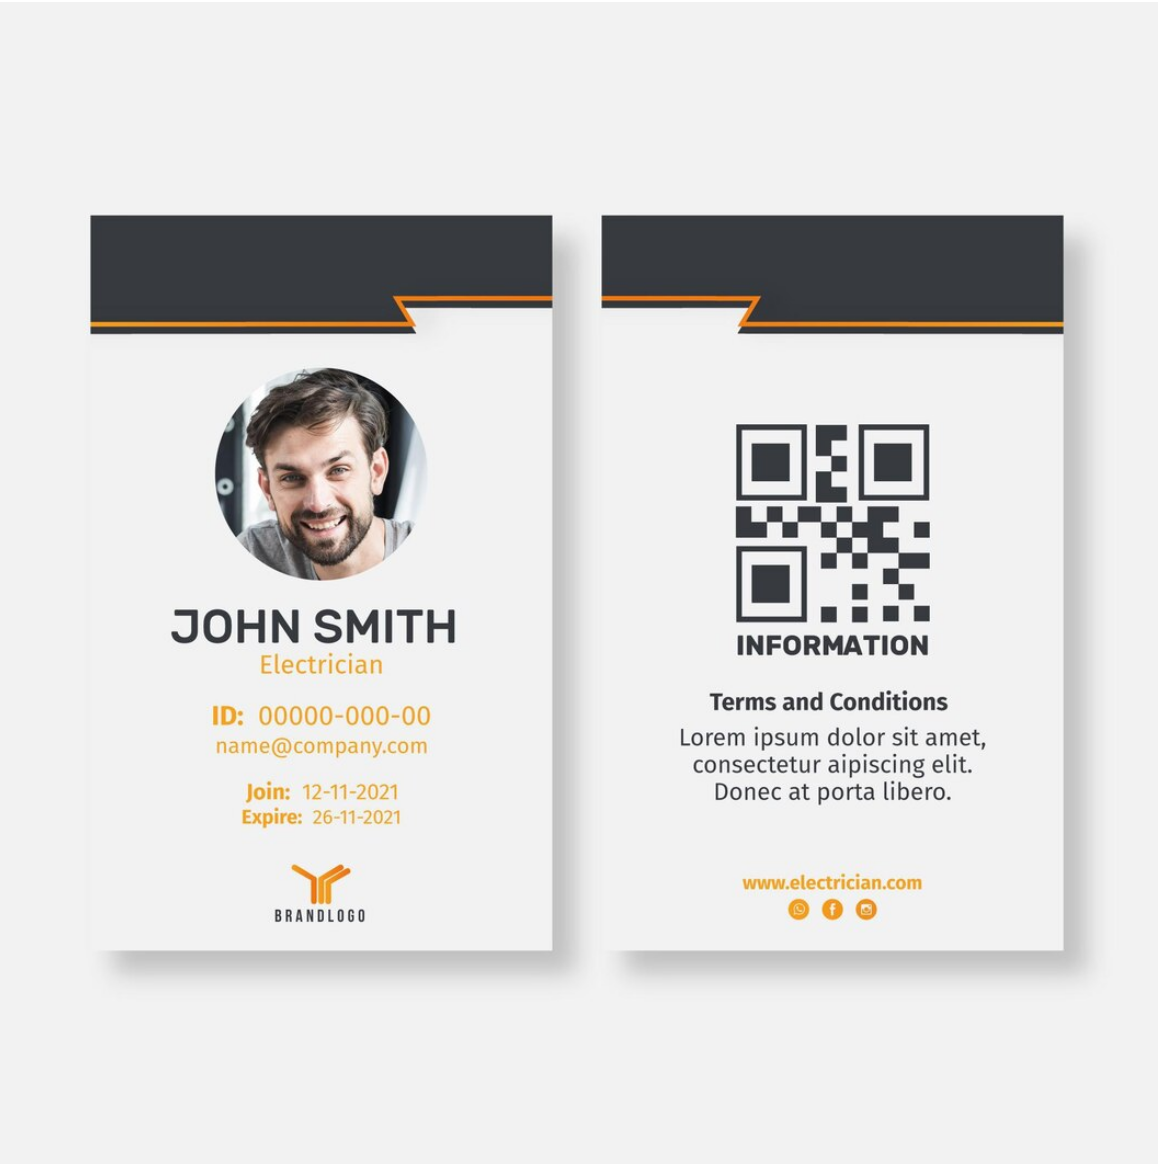 JOHN SMITH
Electrician
ID: 00000-000-00
name@company.com
Join: 12-11-2021
Expire: 26-11-2021
BRANDLOGO
INFORMATION
Terms and Conditions
Lorem ipsum dolor sit amet,
consectetur aipiscing elit.
Donec at porta libero.
www.electrician.com